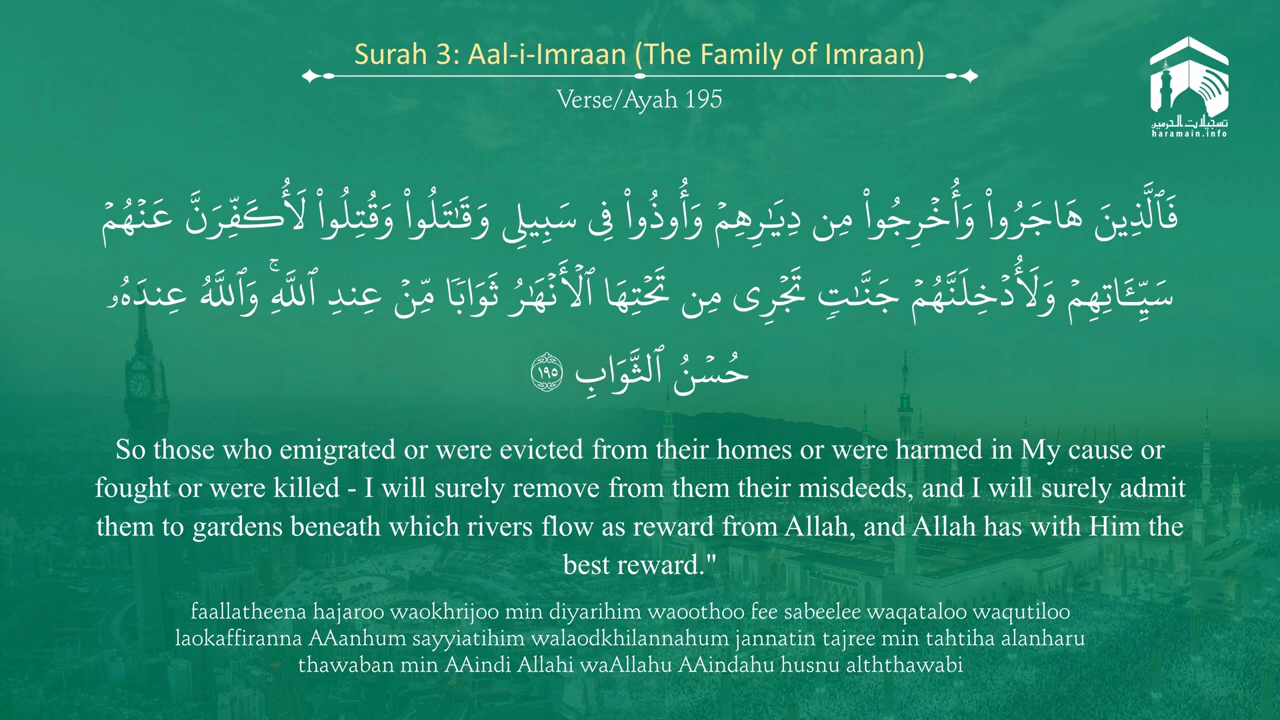 Surah 3: Aal-i-Imraan (The Family of Imraan)
Verse/Ayah 195
تسجيلات الحرمين
haramain.info
فَٱلَّذِينَ هَاجَرُوا۟ وَأُخْرِجُوا۟ مِن دِيَـٰرِهِمْ وَأُوذُوا۟ فِى سَبِيلِى وَقَـٰتَلُوا۟ وَقُتِلُوا۟ لَأُكَفِّرَنَّ عَنْهُمْ
سَيِّـَٔاتِهِمْ وَلَأُدْخِلَنَّهُمْ جَنَّـٰتٍ تَجْرِى مِن تَحْتِهَا ٱلْأَنْهَـٰرُ ثَوَابًا مِّنْ عِندِ ٱللَّهِ ۗ وَٱللَّهُ عِندَهُۥ
حُسْنُ ٱلثَّوَابِ ١٩٥
So those who emigrated or were evicted from their homes or were harmed in My cause or
fought or were killed - I will surely remove from them their misdeeds, and I will surely admit
them to gardens beneath which rivers flow as reward from Allah, and Allah has with Him the
best reward."
faallatheena hajaroo waokhrijoo min diyarihim waoothoo fee sabeelee waqataloo waqutiloo
laokaffiranna AAanhum sayyiatihim walaodkhilannahum jannatin tajree min tahtiha alanharu
thawaban min AAindi Allahi waAllahu AAindahu husnu alththawabi